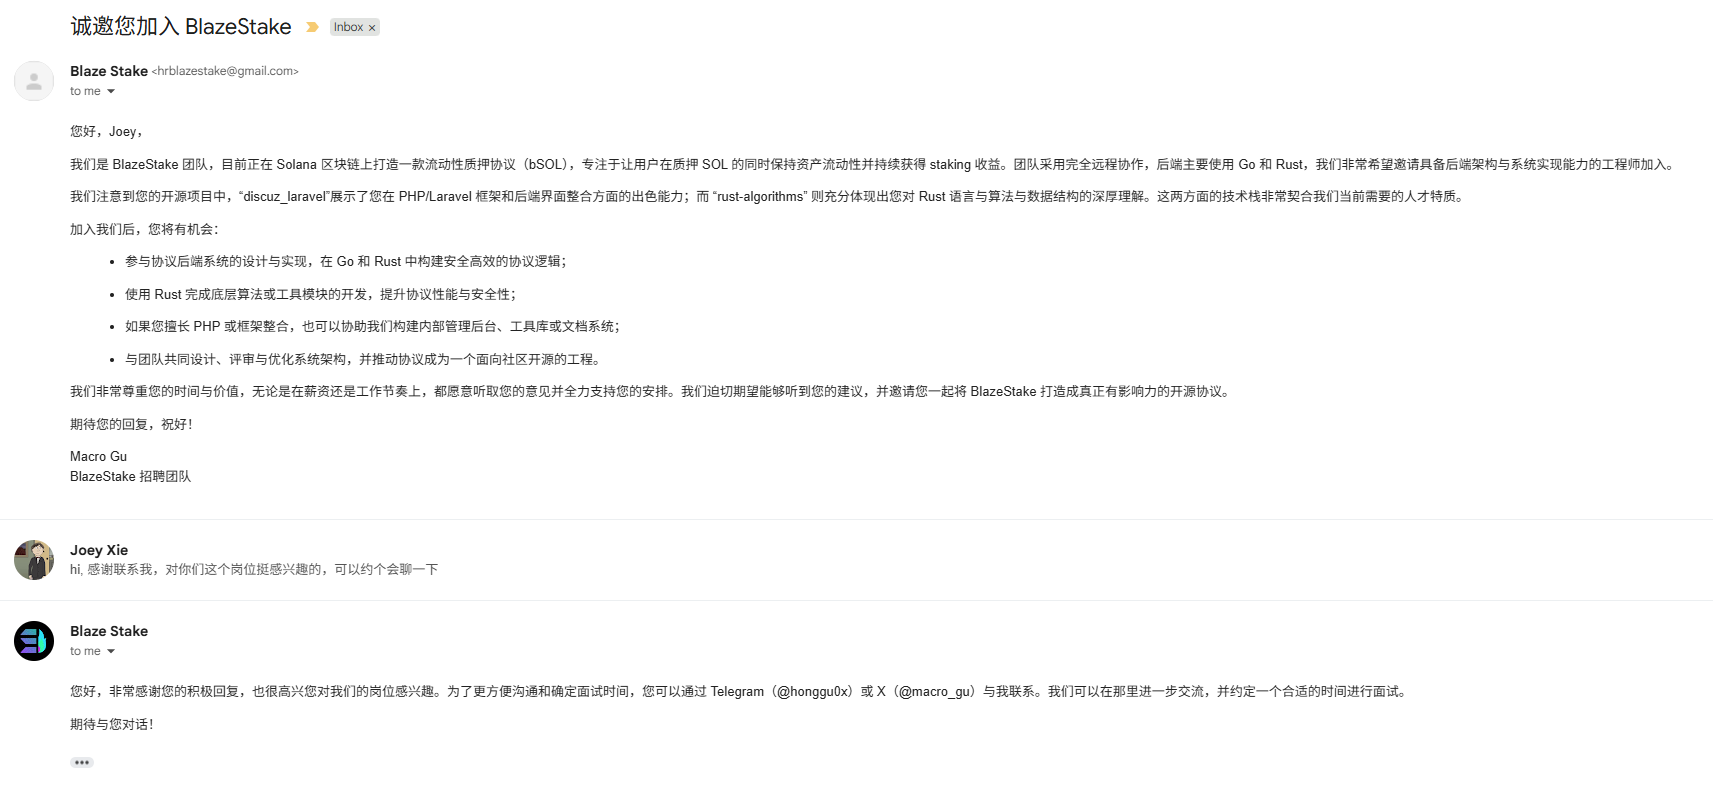 诚邀您加入 BlazeStake
Inbox ×
Blaze Stake <hrblazestake@gmail.com>
to me
您好，Joey，
我们是 BlazeStake 团队，目前正在 Solana 区块链上打造一款流动性质押协议（bSOL），专注于让用户在质押 SOL 的同时保持资产流动性并持续获得 staking 收益。团队采用完全远程协作，后端主要使用 Go 和 Rust，我们非常希望邀请具备后端架构与系统实现能力的工程师加入。
我们注意到您的开源项目中，“discuz_laravel”展示了您在 PHP/Laravel 框架和后端界面整合方面的出色能力；而 “rust-algorithms” 则充分体现出您对 Rust 语言与算法与数据结构的深厚理解。这两方面的技术栈非常契合我们当前需要的人才特质。
加入我们后，您将有机会：
• 参与协议后端系统的设计与实现，在 Go 和 Rust 中构建安全高效的协议逻辑；
• 使用 Rust 完成底层算法或工具模块的开发，提升协议性能与安全性；
• 如果您擅长 PHP 或框架整合，也可以协助我们构建内部管理后台、工具库或文档系统；
• 与团队共同设计、评审与优化系统架构，并推动协议成为一个面向社区开源的工程。
我们非常尊重您的时间与价值，无论是在薪资还是工作节奏上，都愿意听取您的意见并全力支持您的安排。我们迫切期望能够听到您的建议，并邀请您一起将 BlazeStake 打造成真正有影响力的开源协议。
期待您的回复，祝好！
Macro Gu
BlazeStake 招聘团队
Joey Xie
hi, 感谢联系我，对你们这个岗位挺感兴趣的，可以约个会聊一下
Blaze Stake
to me
您好，非常感谢您的积极回复，也很高兴您对我们的岗位感兴趣。为了更方便沟通和确定面试时间，您可以通过 Telegram（@honggu0x）或 X（@macro_gu）与我联系。我们可以在那里进一步交流，并约定一个合适的时间进行面试。
期待与您对话！